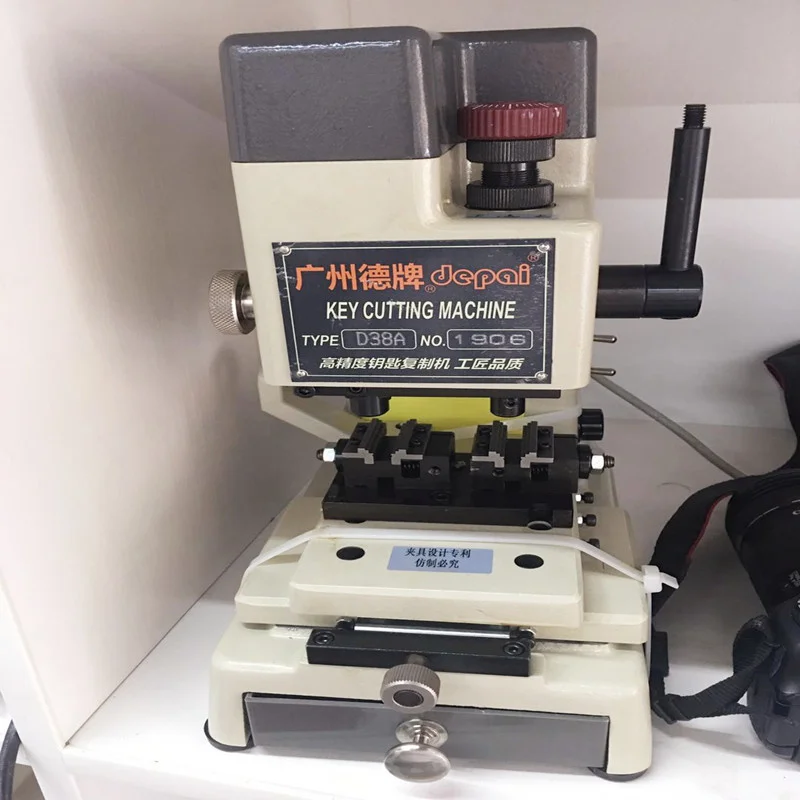 广州德牌® depai®
KEY CUTTING MACHINE
TYPE D38A NO. 1906
高精度钥匙复制机 工匠品质
夹具设计专利
仿制必究